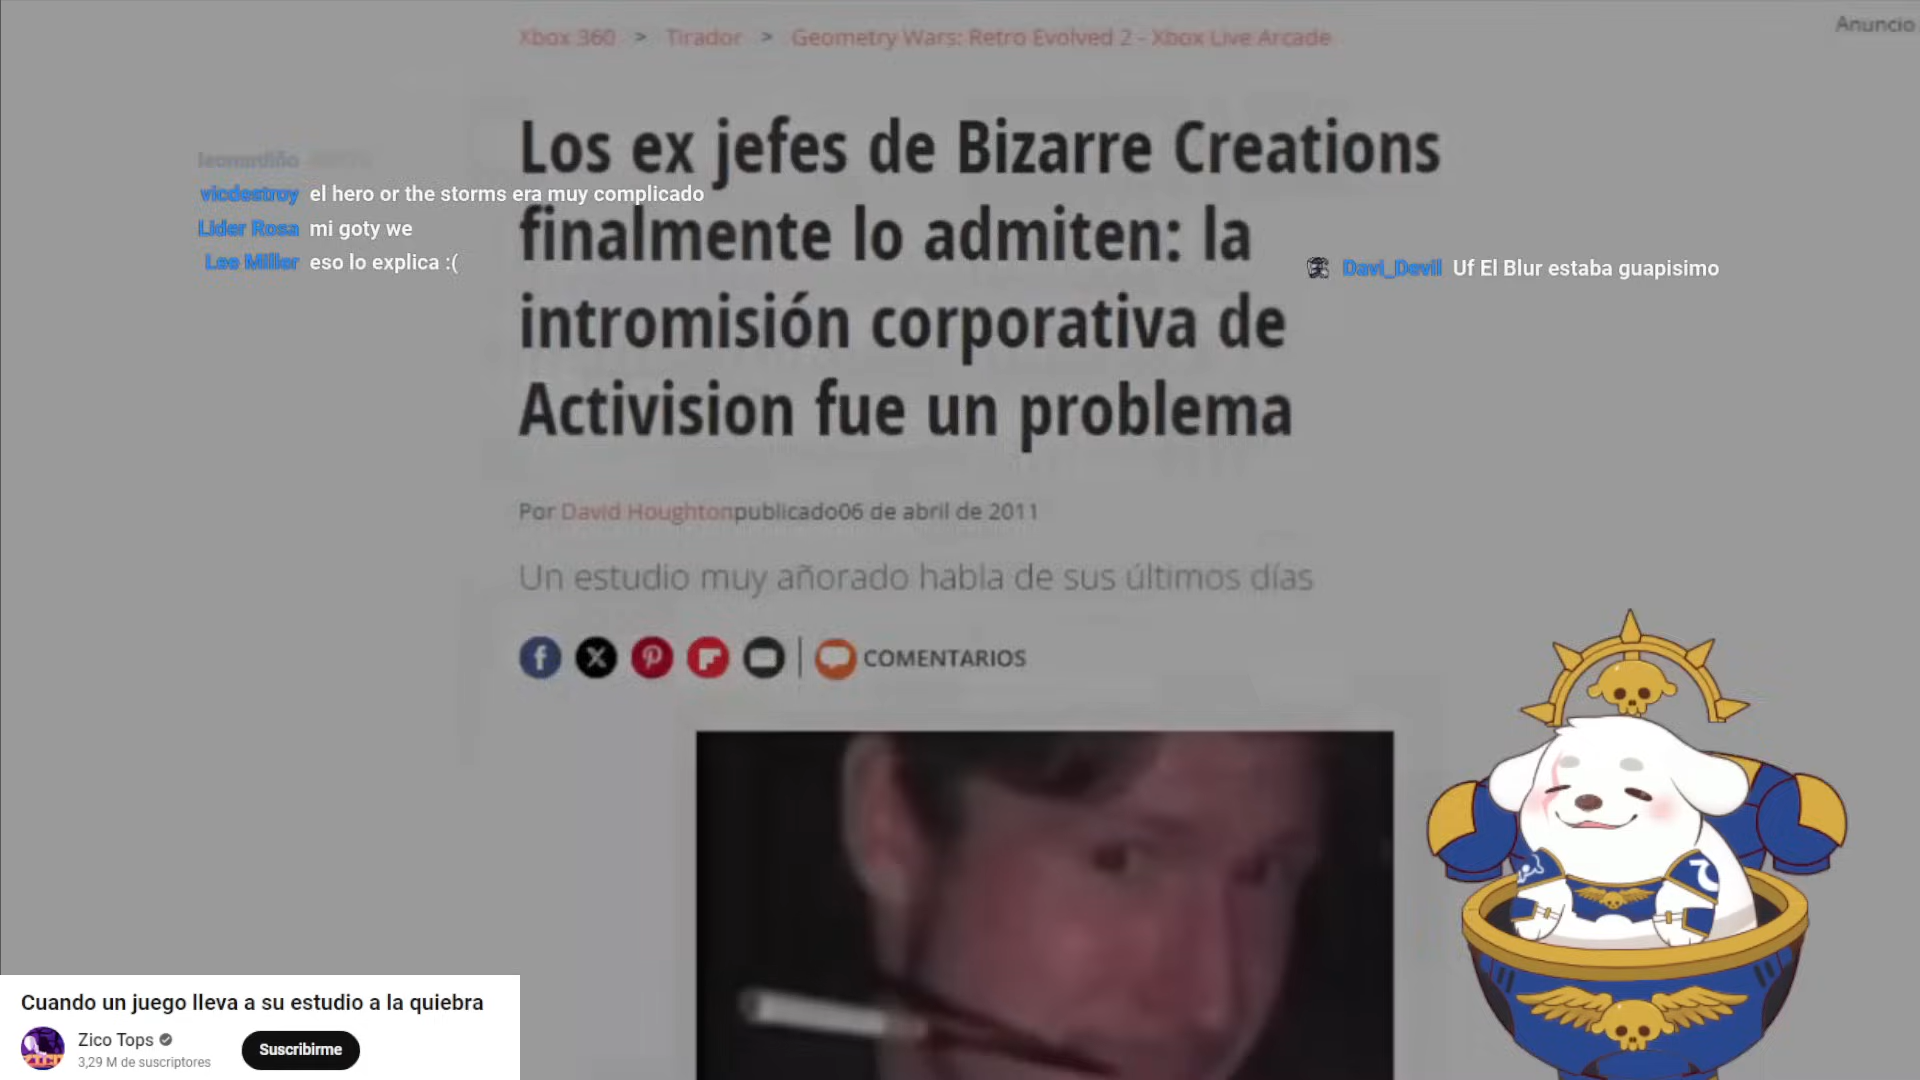 Xbox 360 > Tirador > Geometry Wars: Retro Evolved 2 - Xbox Live Arcade
Anuncio
Los ex jefes de Bizarre Creations
finalmente lo admiten: la
intromisión corporativa de
Activision fue un problema
leonardiño
vicdestroy el hero or the storms era muy complicado
Lider Rosa mi goty we
Lee Miller eso lo explica :(
Davi_Devil Uf El Blur estaba guapisimo
Por David Houghtonpublicado06 de abril de 2011
Un estudio muy añorado habla de sus últimos días
COMENTARIOS
Cuando un juego lleva a su estudio a la quiebra
Zico Tops
3,29 M de suscriptores
Suscribirme